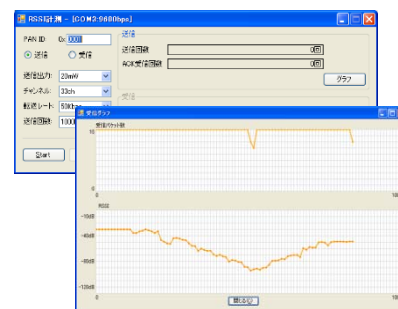 RSSI計測 - [COM3:9600bps]
PAN ID 0x 0001
送信 受信
送信出力: 20mW
チャンネル: 33ch
転送レート: 50Kbps
送信回数: 1000
Start
送信
送信回数 0回
ACK受信回数 0回
グラフ
受信
受信グラフ
受信パケット数
10
0
0 100
RSSI
-10dB
-40dB
-80dB
-120dB
0 100
閉じる(C)